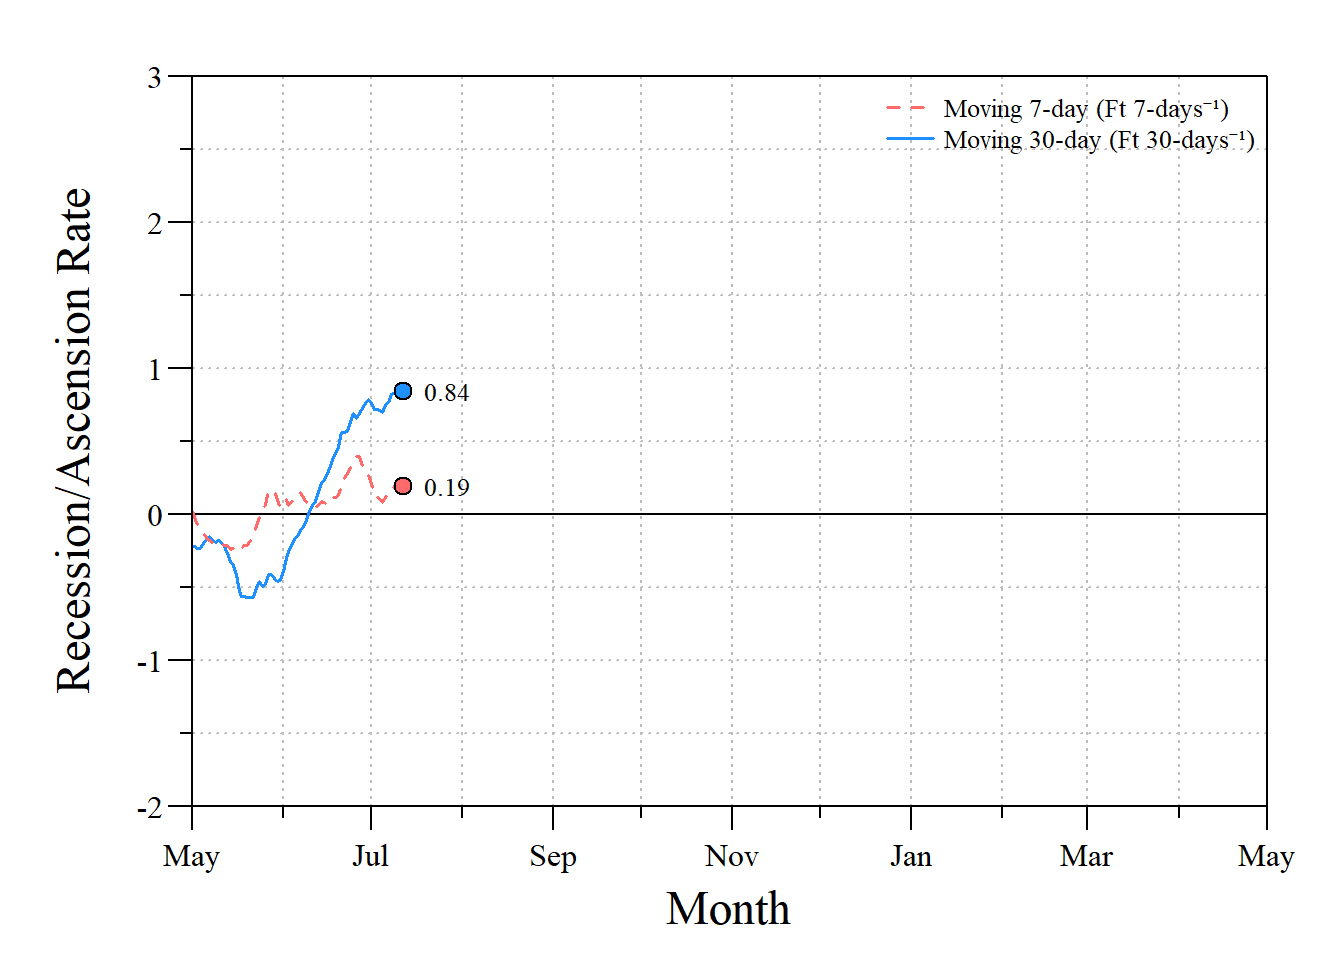 3
2
1
0
-1
-2
Recession/Ascension Rate
Moving 7-day (Ft 7-days⁻¹)
Moving 30-day (Ft 30-days⁻¹)
0.84
0.19
May Jul Sep Nov Jan Mar May
Month